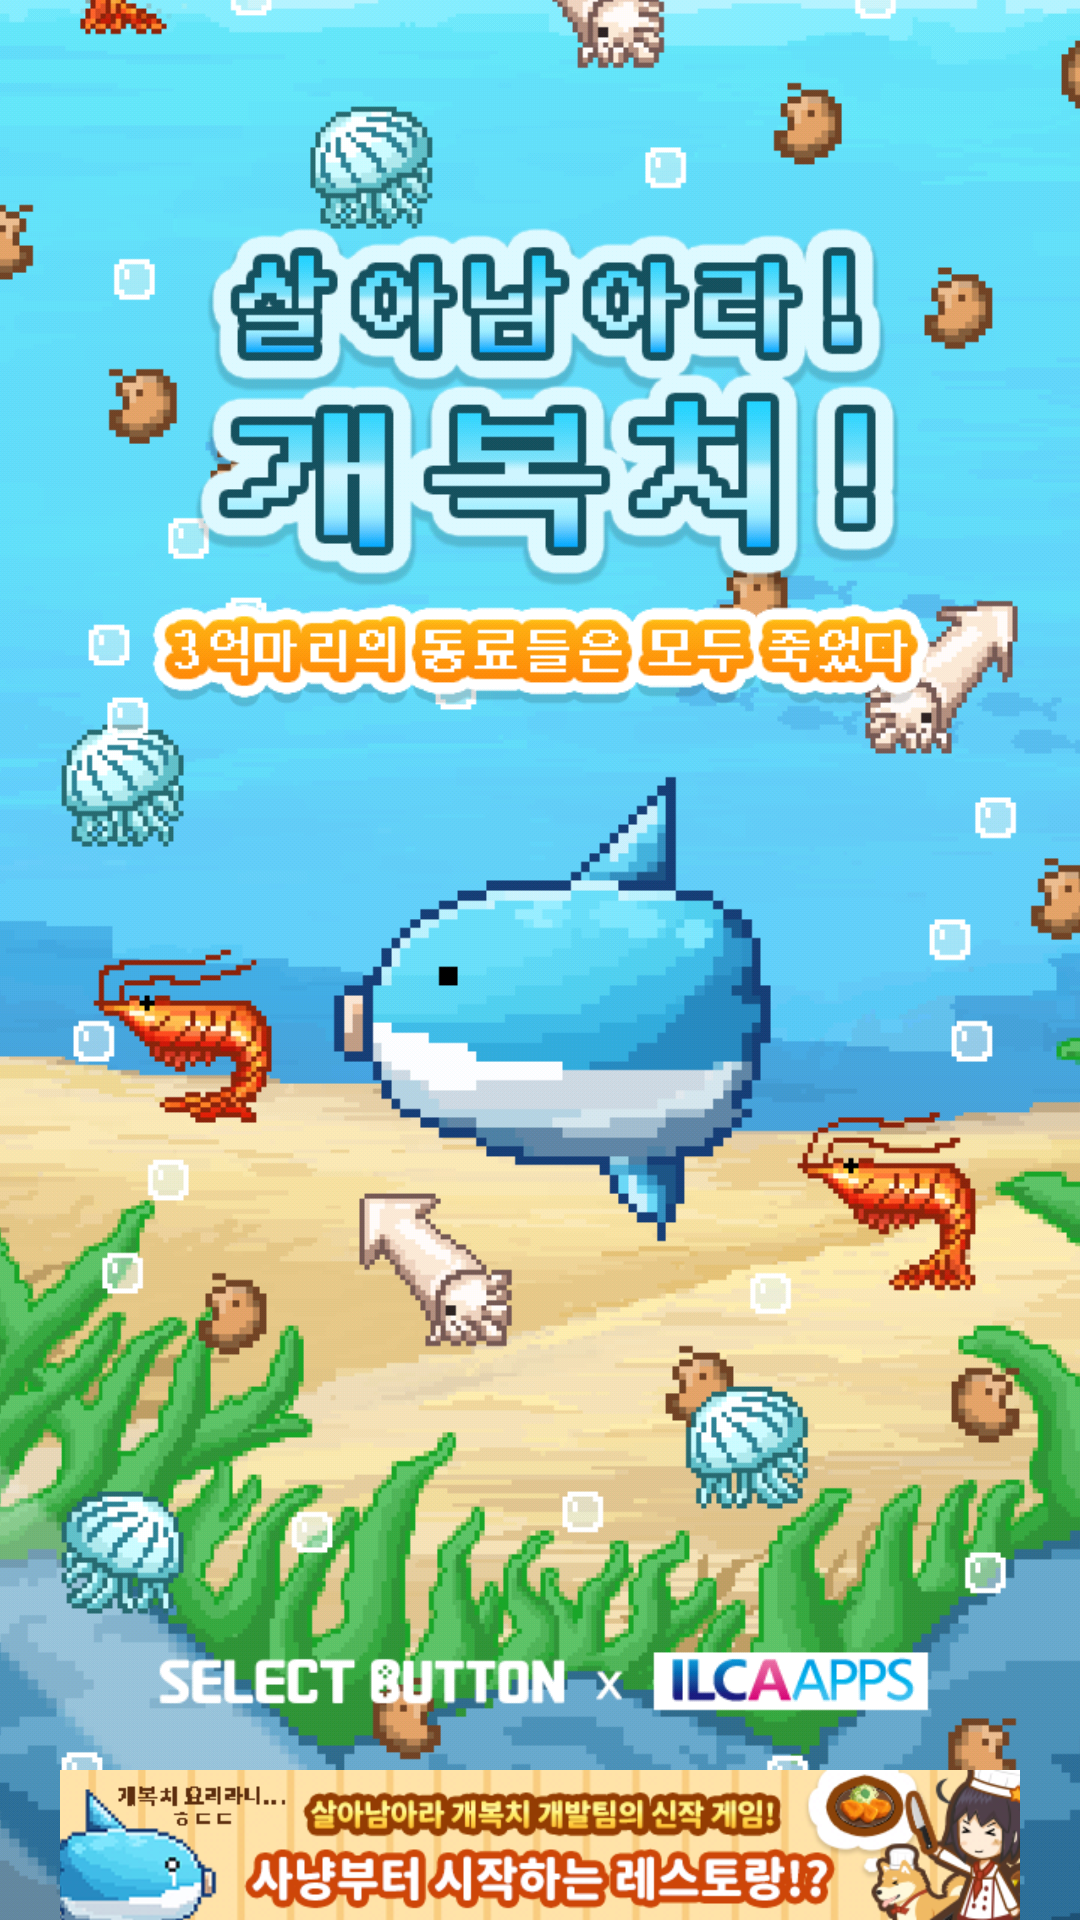 살아남아라!
개복치!
3억마리의 동료들은 모두 죽었다
SELECT BUTTON x ILCAAPPS
개복치 요리라니...
ㅎㄷㄷ
살아남아라 개복치 개발팀의 신작 게임!
사냥부터 시작하는 레스토랑!?